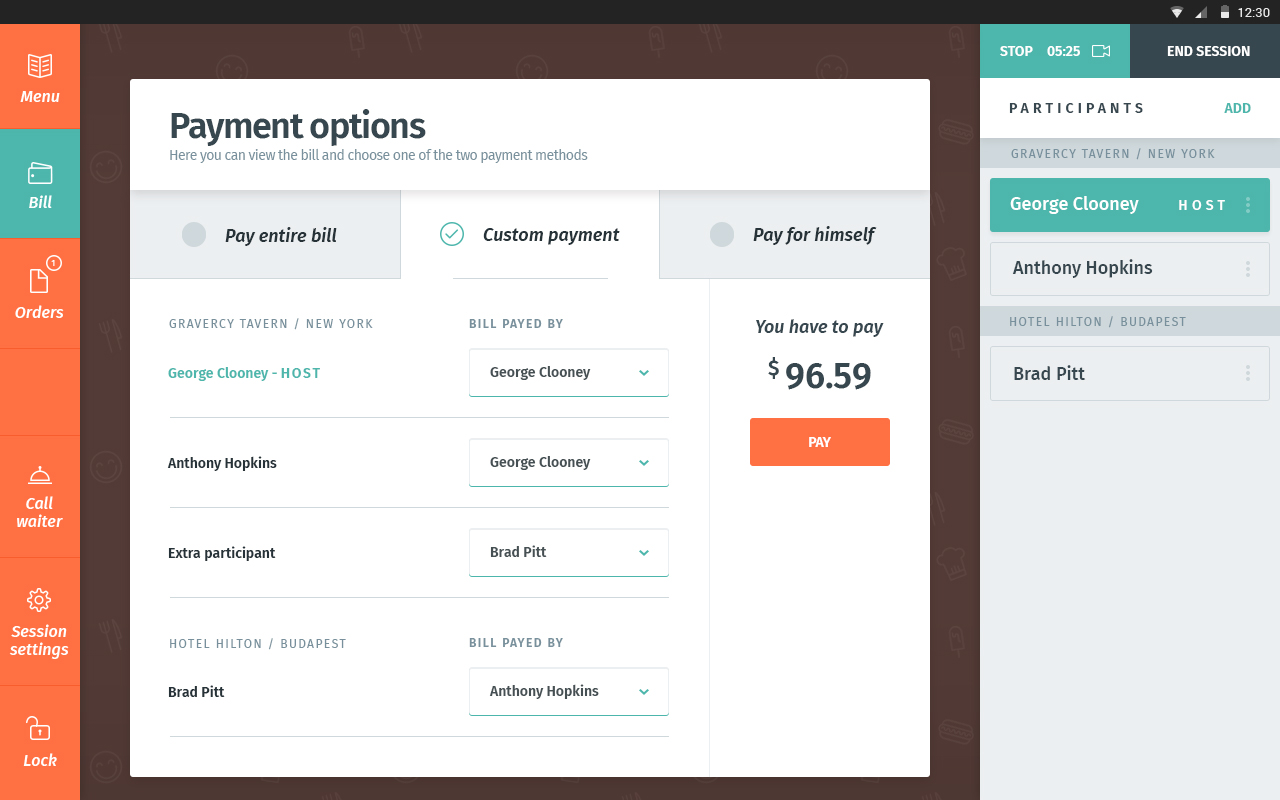 12:30
Menu
Bill
1
Orders
Call
waiter
Session
settings
Lock
Payment options
Here you can view the bill and choose one of the two payment methods
Pay entire bill
Custom payment
Pay for himself
GRAVERCY TAVERN / NEW YORK
BILL PAYED BY
George Clooney - HOST
George Clooney
Anthony Hopkins
George Clooney
Extra participant
Brad Pitt
HOTEL HILTON / BUDAPEST
BILL PAYED BY
Brad Pitt
Anthony Hopkins
You have to pay
$ 96.59
PAY
STOP 05:25
END SESSION
PARTICIPANTS
ADD
GRAVERCY TAVERN / NEW YORK
George Clooney HOST
Anthony Hopkins
HOTEL HILTON / BUDAPEST
Brad Pitt